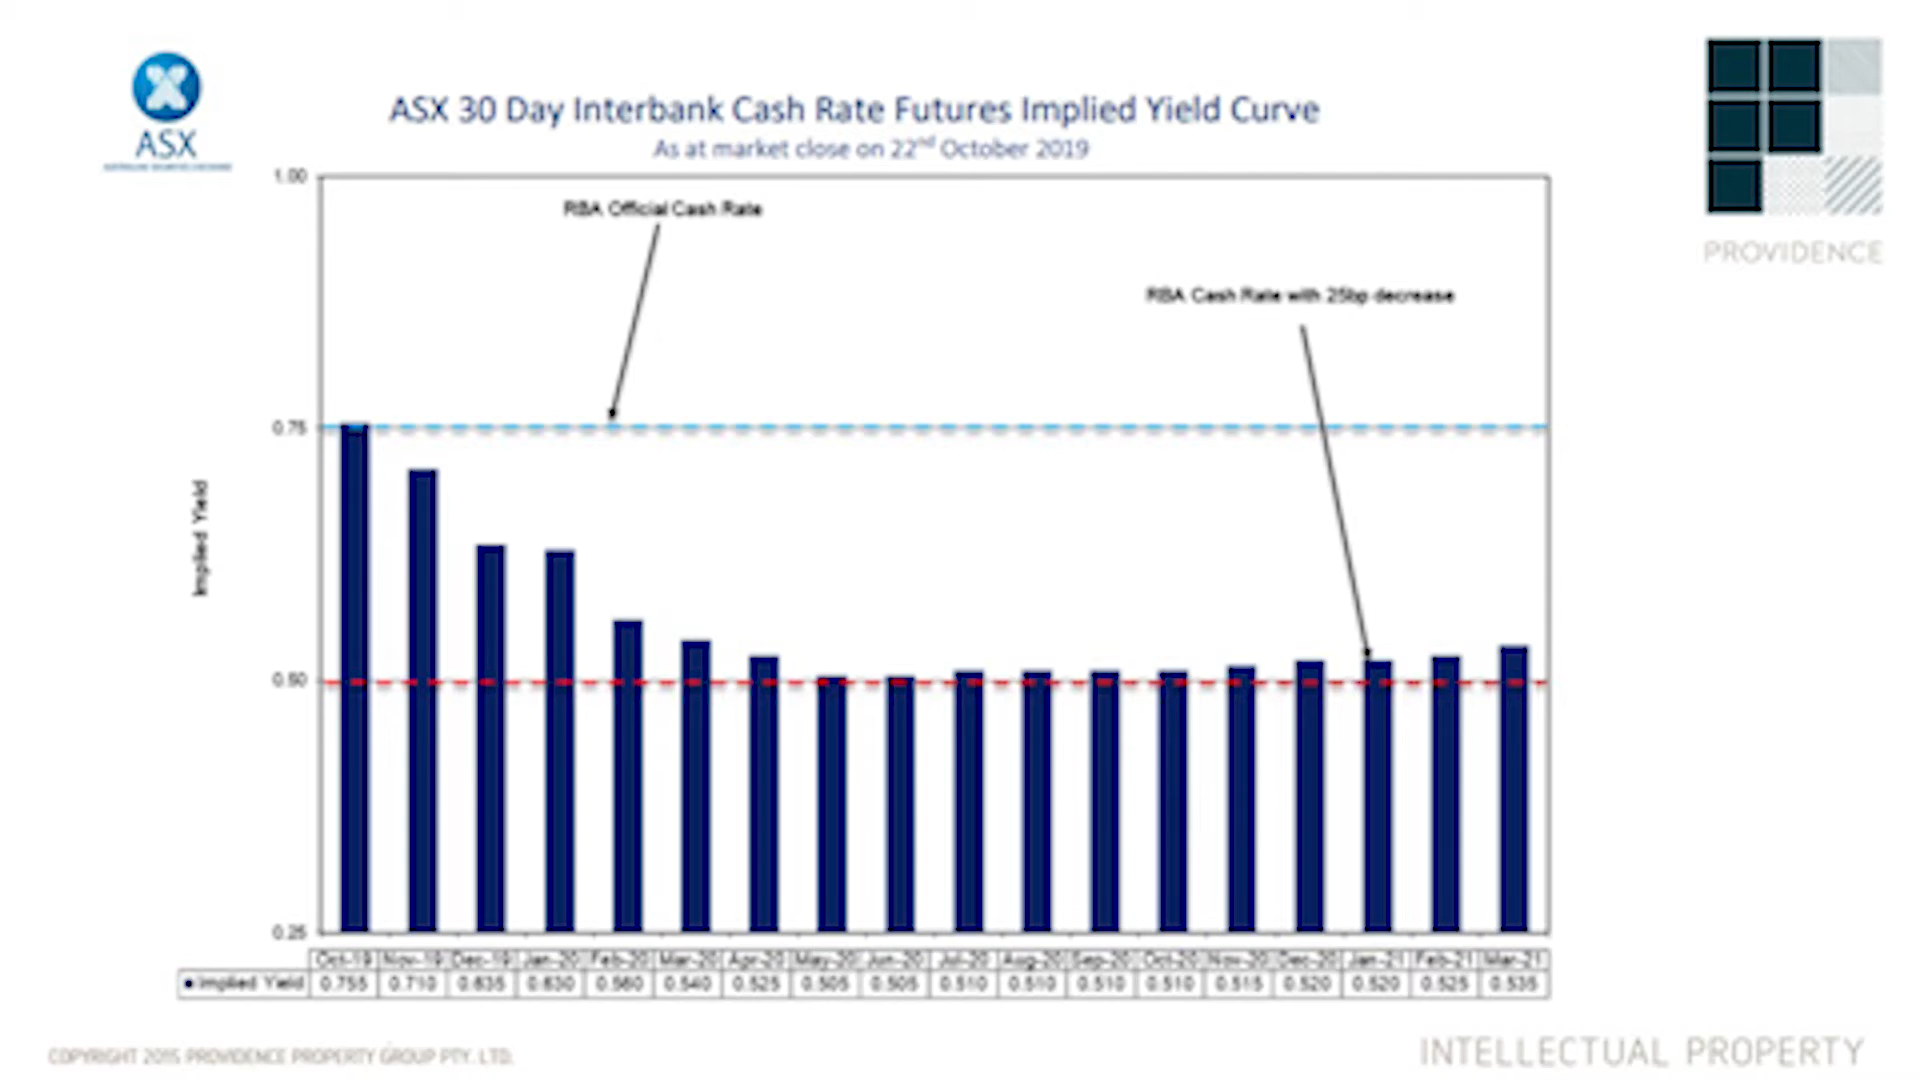 ASX 30 Day Interbank Cash Rate Futures Implied Yield Curve
As at market close on 22nd October 2019
ASX
PROVIDENCE
1.00
RBA Official Cash Rate
RBA Cash Rate with 25bp decrease
0.75
Implied Yield
0.50
0.25
Oct-19 Nov-19 Dec-19 Jan-20 Feb-20 Mar-20 Apr-20 May-20 Jun-20 Jul-20 Aug-20 Sep-20 Oct-20 Nov-20 Dec-20 Jan-21 Feb-21 Mar-21
Implied Yield 0.755 0.710 0.635 0.630 0.560 0.540 0.525 0.505 0.505 0.510 0.510 0.510 0.510 0.515 0.520 0.520 0.525 0.535
COPYRIGHT 2015 PROVIDENCE PROPERTY GROUP PTY. LTD.
INTELLECTUAL PROPERTY